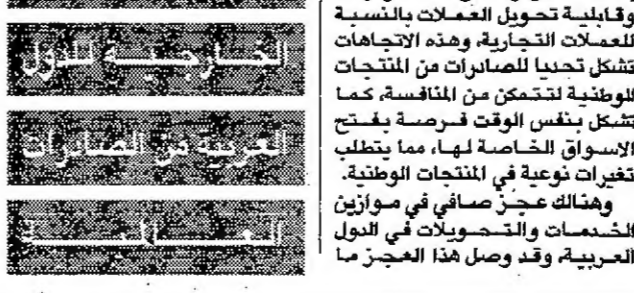 وقابلية تحويل العملات بالنسبة
للعملات التجارية، وهذه الاتجاهات
تشكل تحديا للصادرات من المنتجات
الوطنية لتتمكن من المنافسة، كما
تشكل بنفس الوقت فرصة بفتح
الاسواق الخاصة لها، مما يتطلب
تغيرات نوعية في المنتجات الوطنية.
وهنالك عجز صافي في موازين
الخدمات والتحويلات في الدول
العربية، وقد وصل هذا العجز ما
الخارجية للدول
العربية من الصادرات